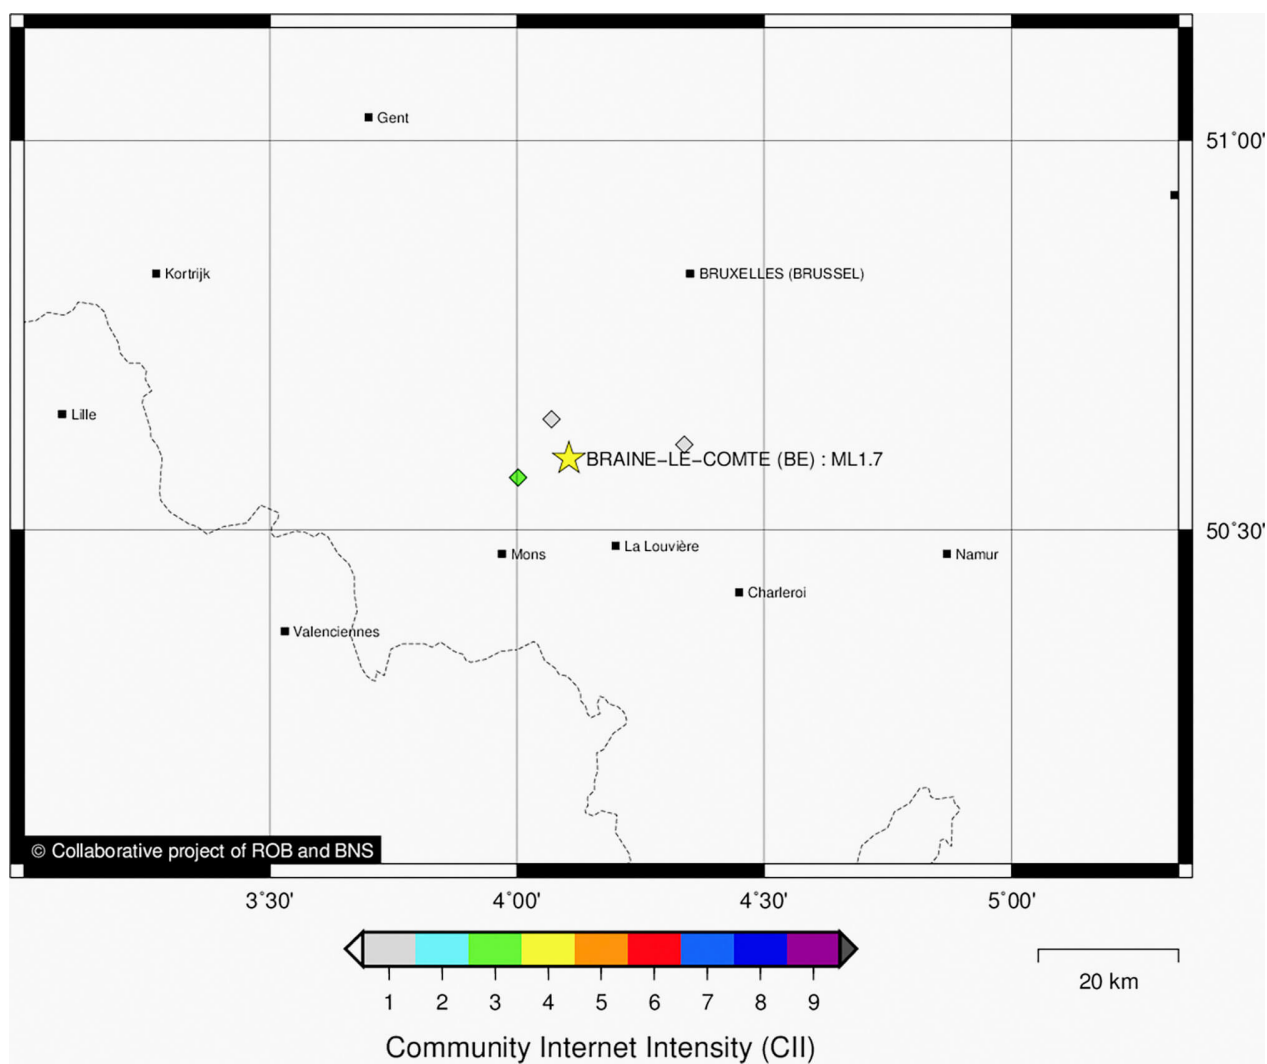 Gent
51°00'
Kortrijk
BRUXELLES (BRUSSEL)
Lille
BRAINE–LE–COMTE (BE) : ML1.7
50°30'
Mons
La Louvière
Namur
Charleroi
Valenciennes
© Collaborative project of ROB and BNS
3°30'
4°00'
4°30'
5°00'
1 2 3 4 5 6 7 8 9
20 km
Community Internet Intensity (CII)